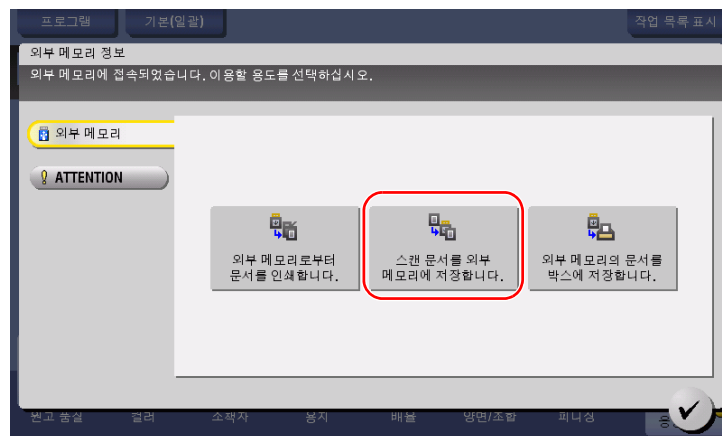 프로그램
기본(일괄)
작업 목록 표시
외부 메모리 정보
외부 메모리에 접속되었습니다. 이용할 용도를 선택하십시오.
외부 메모리
ATTENTION
외부 메모리로부터
문서를 인쇄합니다.
스캔 문서를 외부
메모리에 저장합니다.
외부 메모리의 문서를
박스에 저장합니다.
원고 품질
컬러
소책자
용지
배율
양면/조합
피니싱